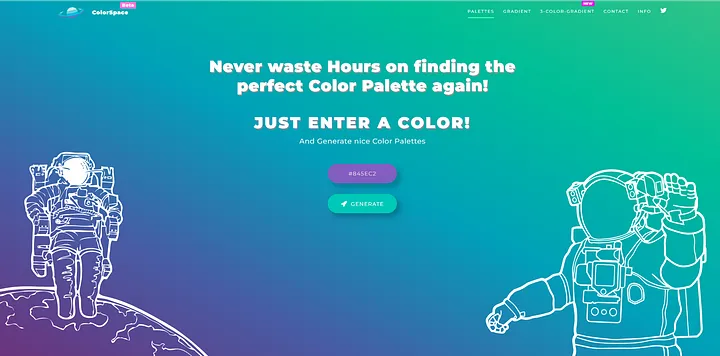 Beta
ColorSpace
PALETTES GRADIENT 3-COLOR-GRADIENT new CONTACT INFO
Never waste Hours on finding the
perfect Color Palette again!
JUST ENTER A COLOR!
And Generate nice Color Palettes
#845EC2
GENERATE